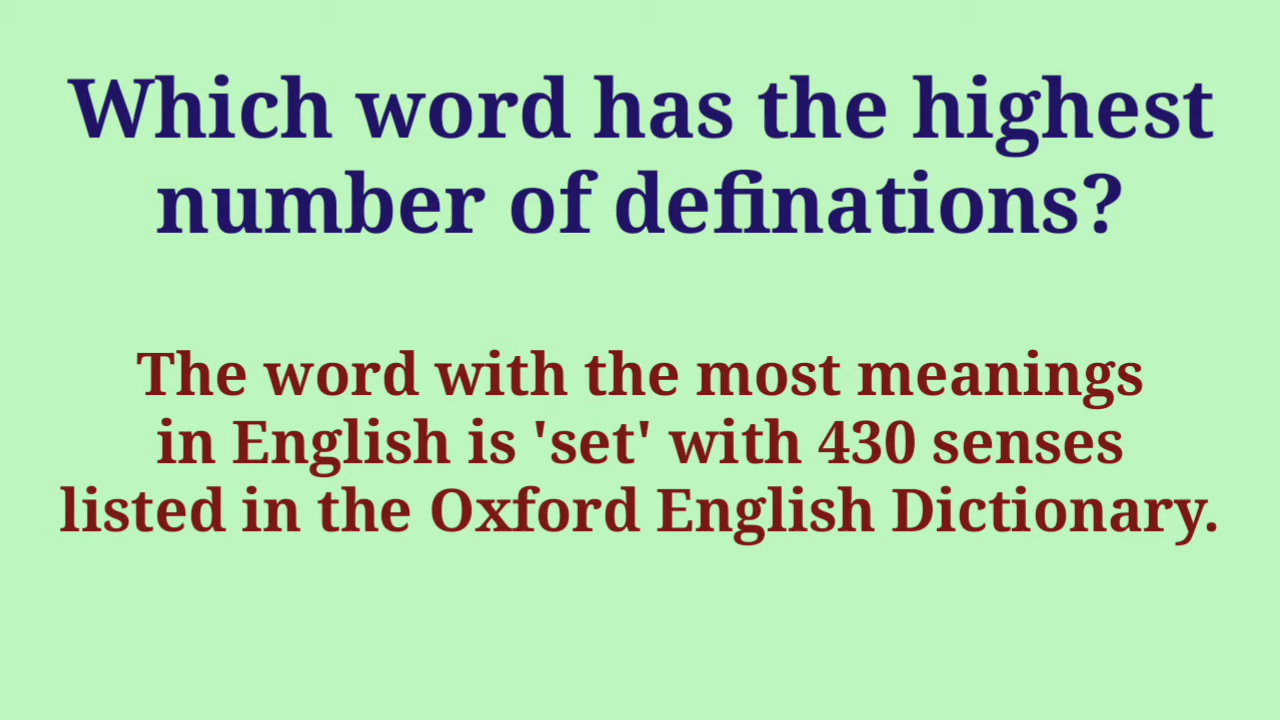 Which word has the highest
number of definations?
The word with the most meanings
in English is 'set' with 430 senses
listed in the Oxford English Dictionary.